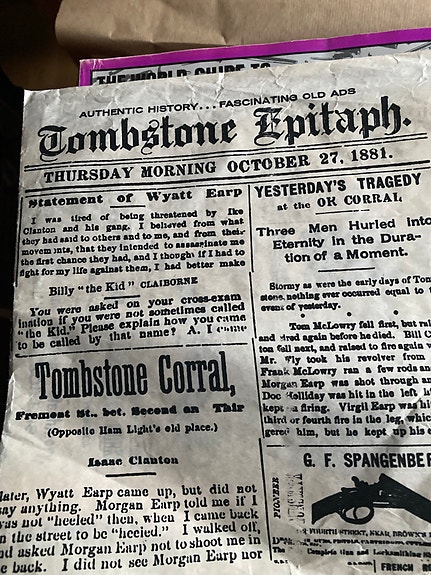 THE WORLD GUIDE TO
AUTHENTIC HISTORY...FASCINATING OLD ADS
Tombstone Epitaph.
THURSDAY MORNING OCTOBER 27, 1881.
Statement of Wyatt Earp
I was tired of being threatened by Ike
Clanton and his gang. I believed from what
they had said to others and to me, and from their
movements, that they intended to assassinate me
the first chance they had, and I though if I had to
fight for my life against them, I had better make
Billy "the Kid" CLAIBORNE
You were asked on your cross-exam
ination if you were not sometimes called
"the Kid." Please explain how you came
to be called by that name? A. I came
Tombstone Corral,
Fremont St., bet. Second an Thir
(Opposite Ham Light's old place.)
Isaac Clanton
Later, Wyatt Earp came up, but did not
say anything. Morgan Earp told me if I
was not "heeled" then, when I came back
on the street to be "heeled." I walked off,
nd asked Morgan Earp not to shoot me in
e back. I did not see Morgan Earp nor
YESTERDAY'S TRAGEDY
at the OK CORRAL
Three Men Hurled Into
Eternity in the Dura-
tion of a Moment.
Stormy as were the early days of Tom
stone, nothing ever occurred equal to
event of yesterday.
Tom McLowry fell first, but rai
and fired again before he died. Bill C
ton fell next, and raised to fire again
Mr. Fly took his revolver from
Frank McLowry ran a few rods and
Morgan Earp was shot through
Doc Holliday was hit in the left
kept firing. Virgil Earp was hi
third or fourth fire in the leg, which
gered him, but he kept up his
G. F. SPANGENBE
PIONEER
FOURTH STREET, NEAR BROWN'S
Complete Gun and Locksmithing
FRENCH